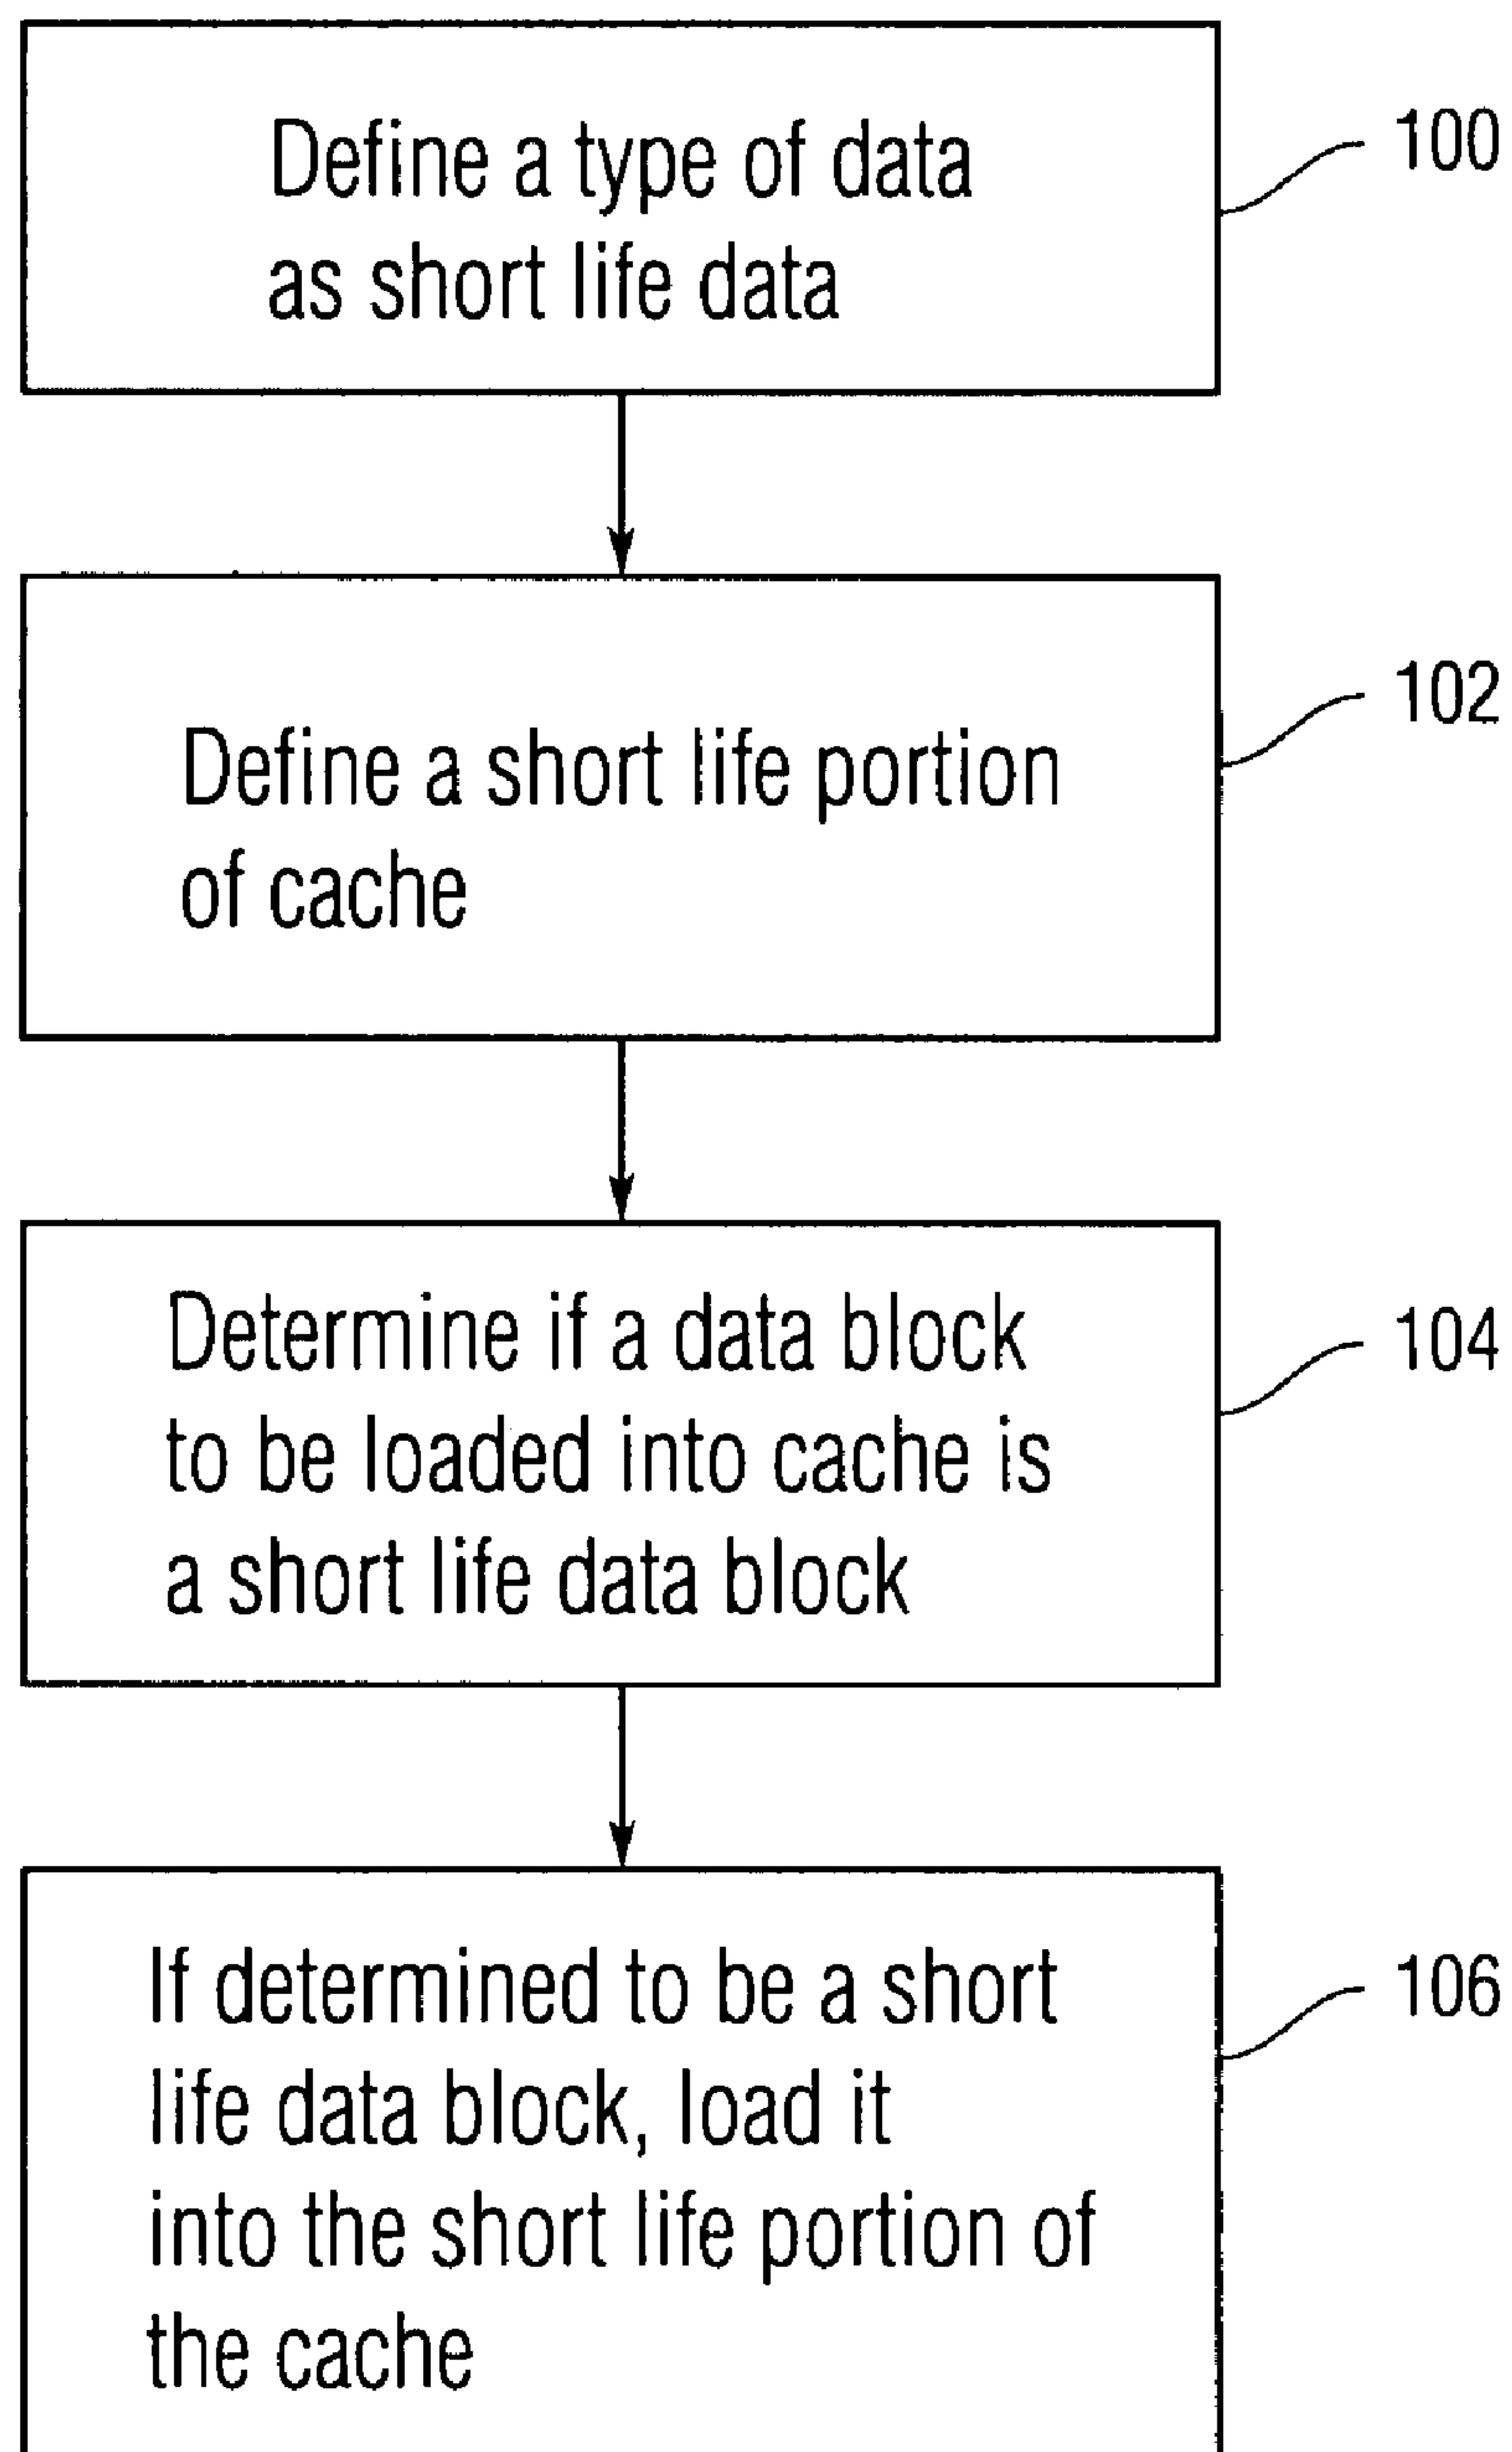 Define a type of data
as short life data
100
Define a short life portion
of cache
102
Determine if a data block
to be loaded into cache is
a short life data block
104
If determined to be a short
life data block, load it
into the short life portion of
the cache
106